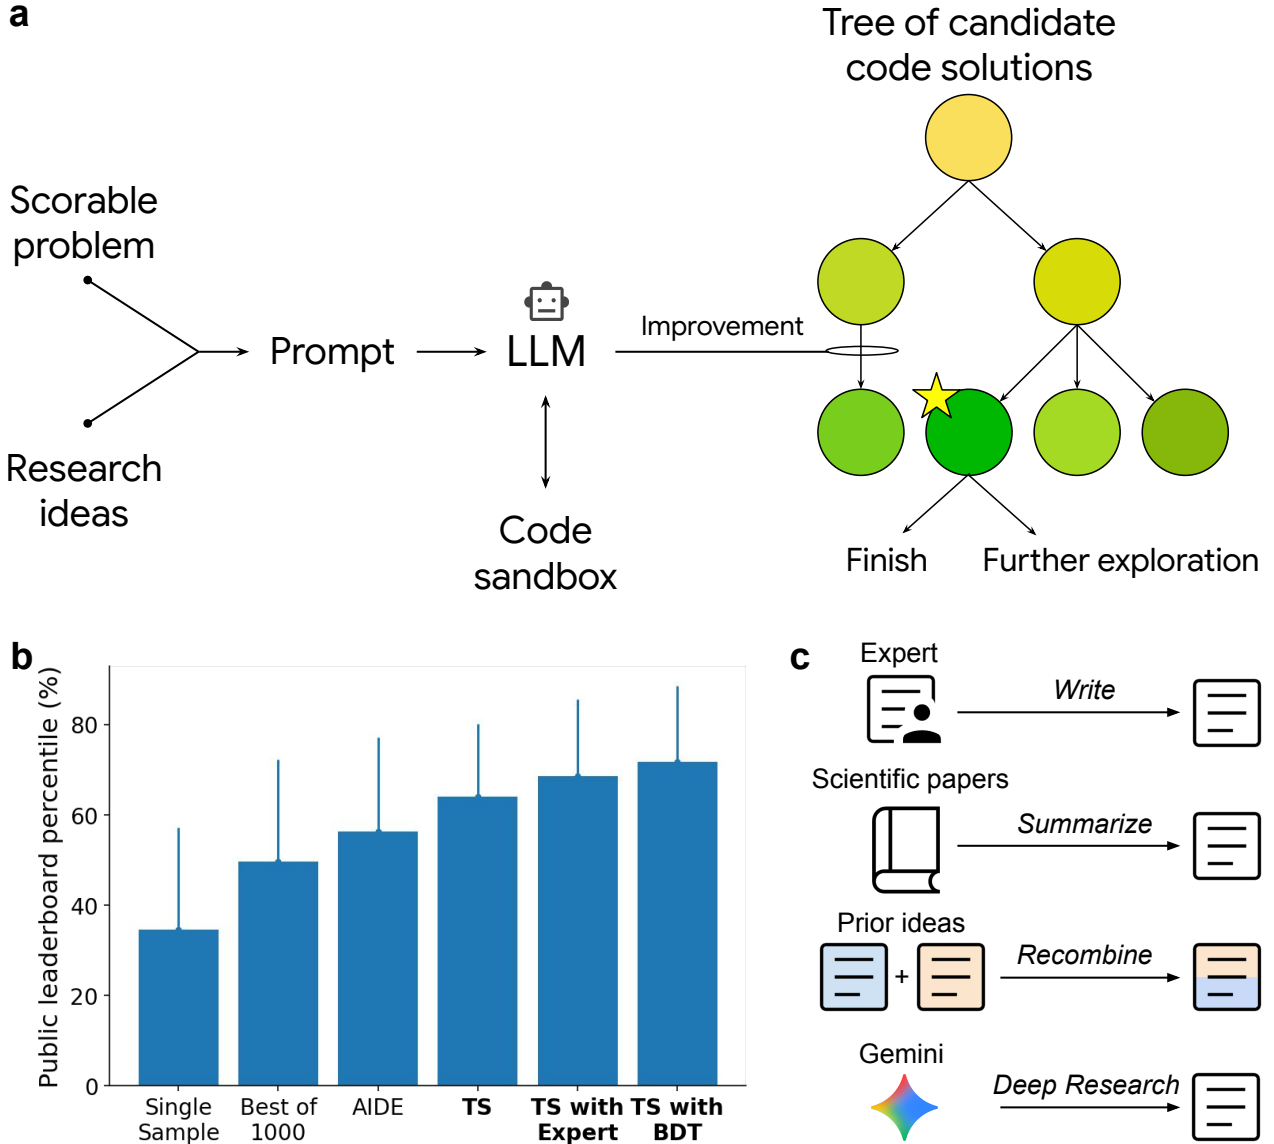 a
Tree of candidate
code solutions
Scorable
problem
Improvement
Prompt
LLM
Research
ideas
Code
sandbox
Finish
Further exploration
b
Public leaderboard percentile (%)
80
60
40
20
0
Single
Sample
Best of
1000
AIDE
TS
TS with
Expert
TS with
BDT
c
Expert
Write
Scientific papers
Summarize
Prior ideas
+
Recombine
Gemini
Deep Research